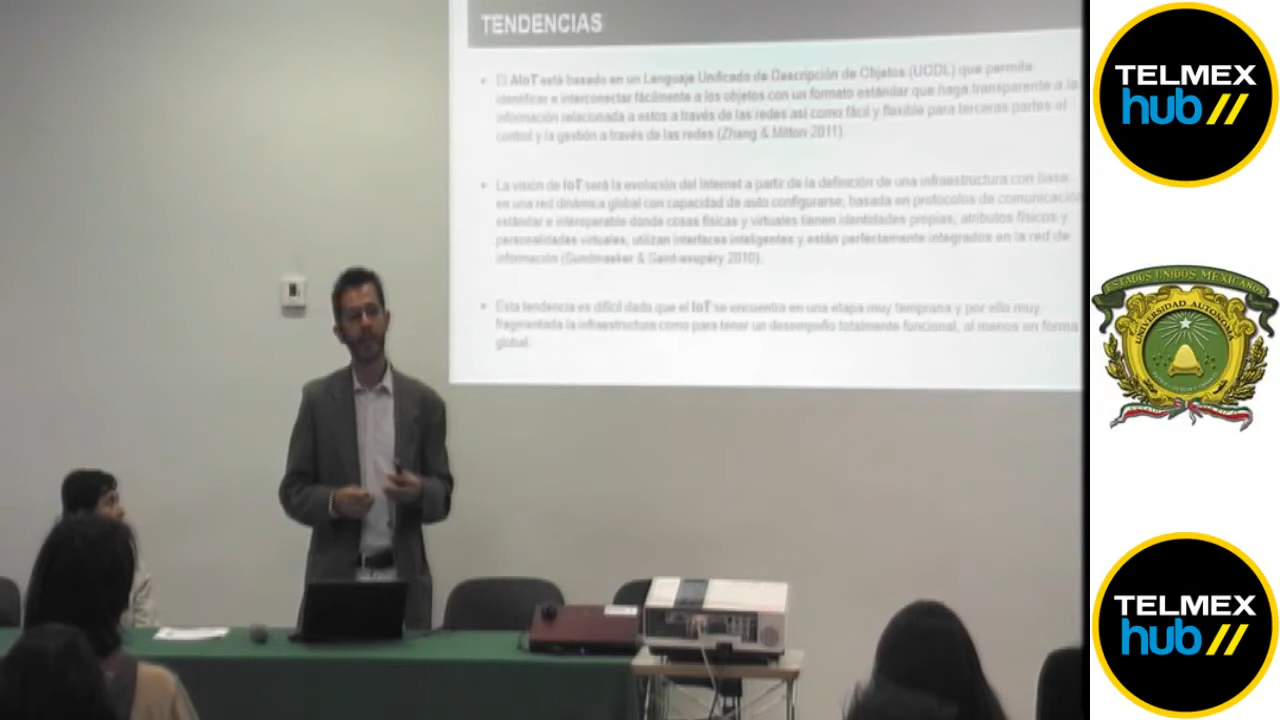 TENDENCIAS
• El AIoT está basado en un Lenguaje Unificado de Descripción de Objetos (UODL) que permita
identificar e interconectar fácilmente a los objetos con un formato estándar que haga transparente a la
información relacionada a estos a través de las redes así como fácil y flexible para terceras partes el
control y la gestión a través de las redes (Zhang & Mitton 2011).
• La visión de IoT será la evolución del Internet a partir de la definición de una infraestructura con base
en una red dinámica global con capacidad de auto configurarse, basada en protocolos de comunicación
estándar e interoperable donde cosas físicas y virtuales tienen identidades propias, atributos físicos y
personalidades virtuales, utilizan interfaces inteligentes y están perfectamente integrados en la red de
información (Sundmaeker & Saint-exupéry 2010).
• Esta tendencia es difícil dado que el IoT se encuentra en una etapa muy temprana y por ello muy
fragmentada la infraestructura como para tener un desempeño totalmente funcional, al menos en forma
global.
TELMEX
hub//
ESTADOS UNIDOS MEXICANOS
UNIVERSIDAD AUTONOMA
TELMEX
hub//